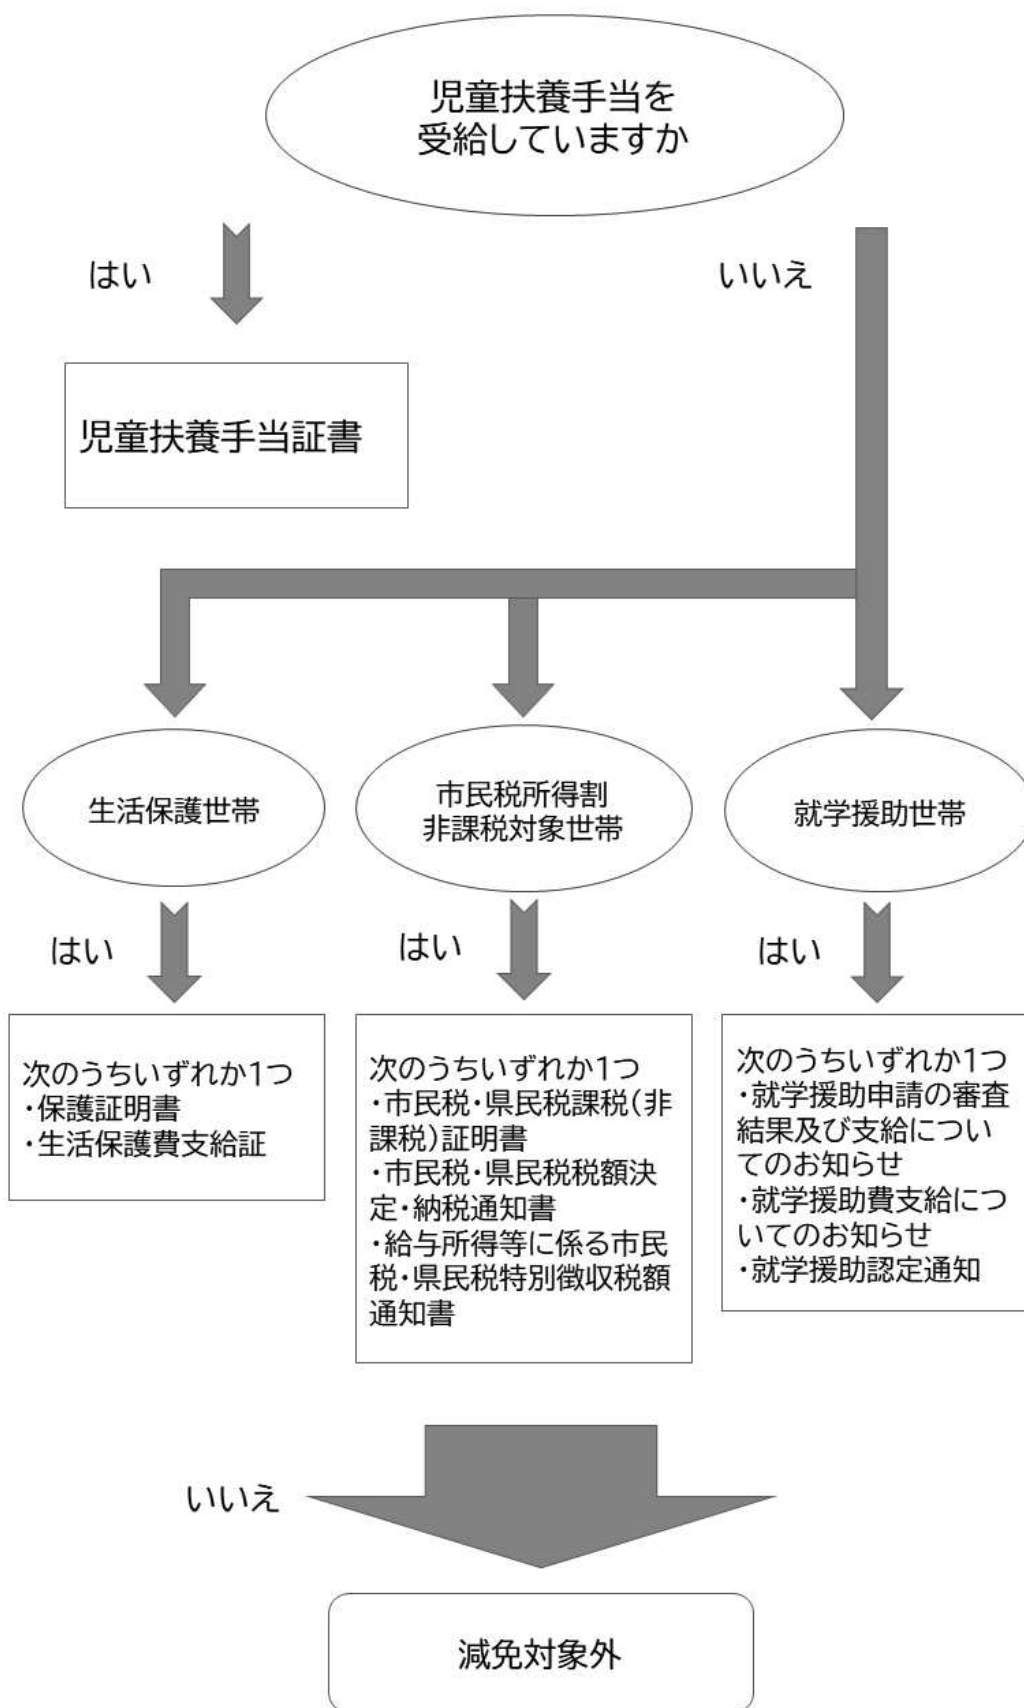 児童扶養手当を
受給していますか
はい
いいえ
児童扶養手当証書
生活保護世帯
市民税所得割
非課税対象世帯
就学援助世帯
はい
はい
はい
次のうちいずれか1つ
・保護証明書
・生活保護費支給証
次のうちいずれか1つ
・市民税・県民税課税(非
課税)証明書
・市民税・県民税税額決
定・納税通知書
・給与所得等に係る市民
税・県民税特別徴収税額
通知書
次のうちいずれか1つ
・就学援助申請の審査
結果及び支給につい
てのお知らせ
・就学援助費支給につ
いてのお知らせ
・就学援助認定通知
いいえ
減免対象外